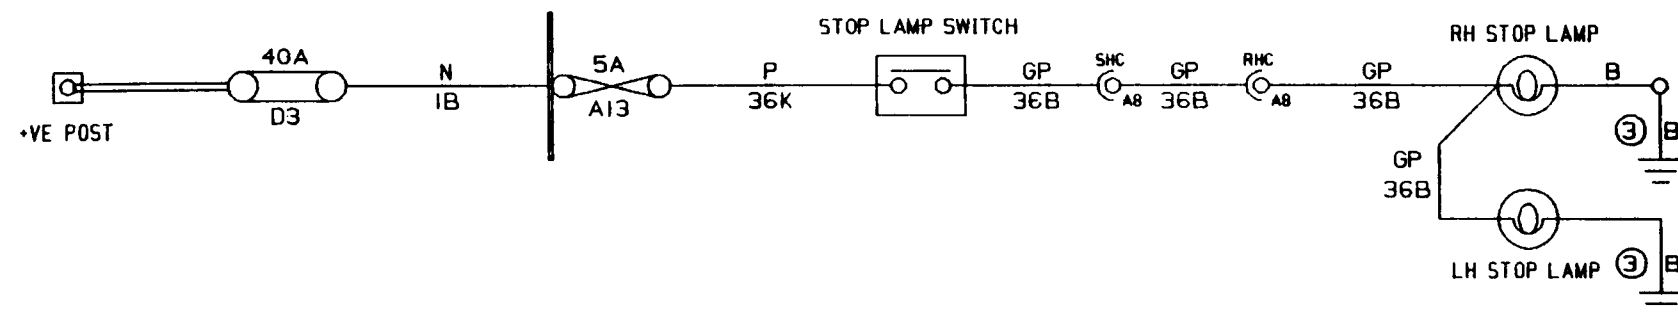 STOP LAMP SWITCH
RH STOP LAMP
40A
D3
+VE POST
N
1B
5A
A13
P
36K
GP
36B
SHC
A8
GP
36B
RHC
A8
GP
36B
B
3
B
GP
36B
LH STOP LAMP
3
B